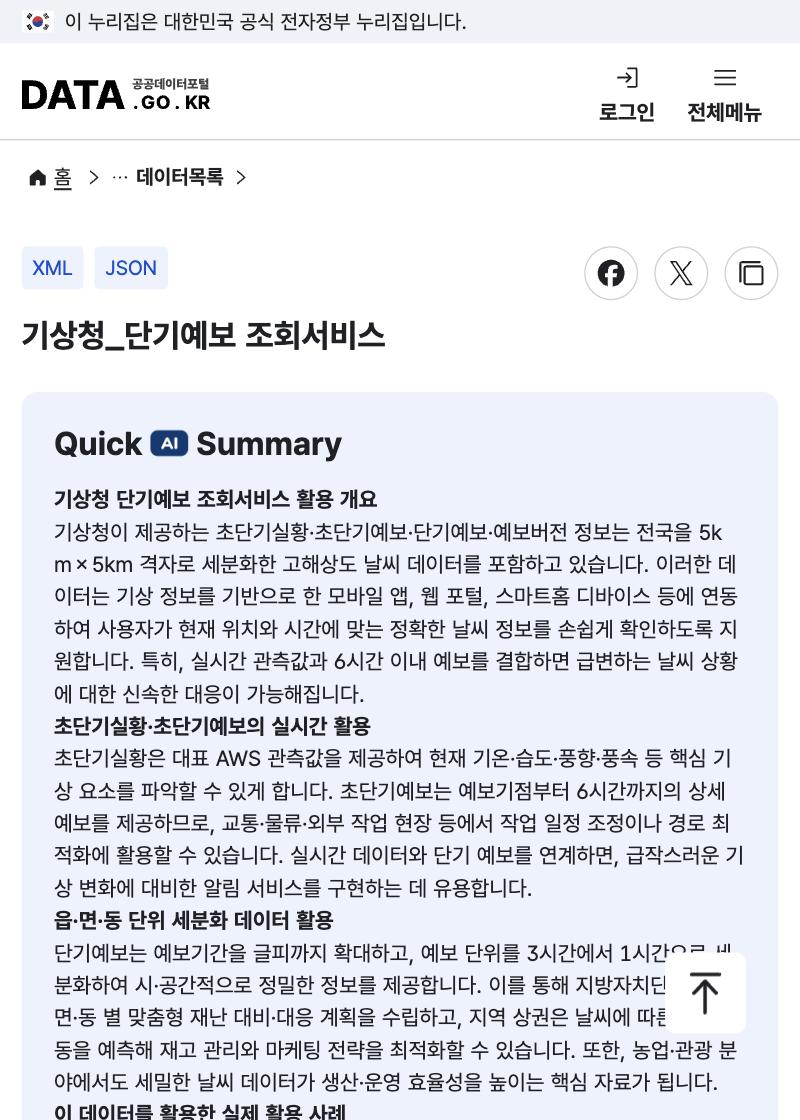 이 누리집은 대한민국 공식 전자정부 누리집입니다.
DATA 공공데이터포털
.GO.KR
로그인
전체메뉴
홈 > ··· 데이터목록 >
XML JSON
기상청_단기예보 조회서비스
Quick AI Summary
기상청 단기예보 조회서비스 활용 개요
기상청이 제공하는 초단기실황·초단기예보·단기예보·예보버전 정보는 전국을 5k
m×5km 격자로 세분화한 고해상도 날씨 데이터를 포함하고 있습니다. 이러한 데
이터는 기상 정보를 기반으로 한 모바일 앱, 웹 포털, 스마트홈 디바이스 등에 연동
하여 사용자가 현재 위치와 시간에 맞는 정확한 날씨 정보를 손쉽게 확인하도록 지
원합니다. 특히, 실시간 관측값과 6시간 이내 예보를 결합하면 급변하는 날씨 상황
에 대한 신속한 대응이 가능해집니다.
초단기실황·초단기예보의 실시간 활용
초단기실황은 대표 AWS 관측값을 제공하여 현재 기온·습도·풍향·풍속 등 핵심 기
상 요소를 파악할 수 있게 합니다. 초단기예보는 예보기점부터 6시간까지의 상세
예보를 제공하므로, 교통·물류·외부 작업 현장 등에서 작업 일정 조정이나 경로 최
적화에 활용할 수 있습니다. 실시간 데이터와 단기 예보를 연계하면, 급작스러운 기
상 변화에 대비한 알림 서비스를 구현하는 데 유용합니다.
읍·면·동 단위 세분화 데이터 활용
단기예보는 예보기간을 글피까지 확대하고, 예보 단위를 3시간에서 1시간으로 세
분화하여 시·공간적으로 정밀한 정보를 제공합니다. 이를 통해 지방자치단
면·동 별 맞춤형 재난 대비·대응 계획을 수립하고, 지역 상권은 날씨에
동을 예측해 재고 관리와 마케팅 전략을 최적화할 수 있습니다. 또한, 농업·관광 분
야에서도 세밀한 날씨 데이터가 생산·운영 효율성을 높이는 핵심 자료가 됩니다.
이 데이터를 활용한 실제 활용 사례